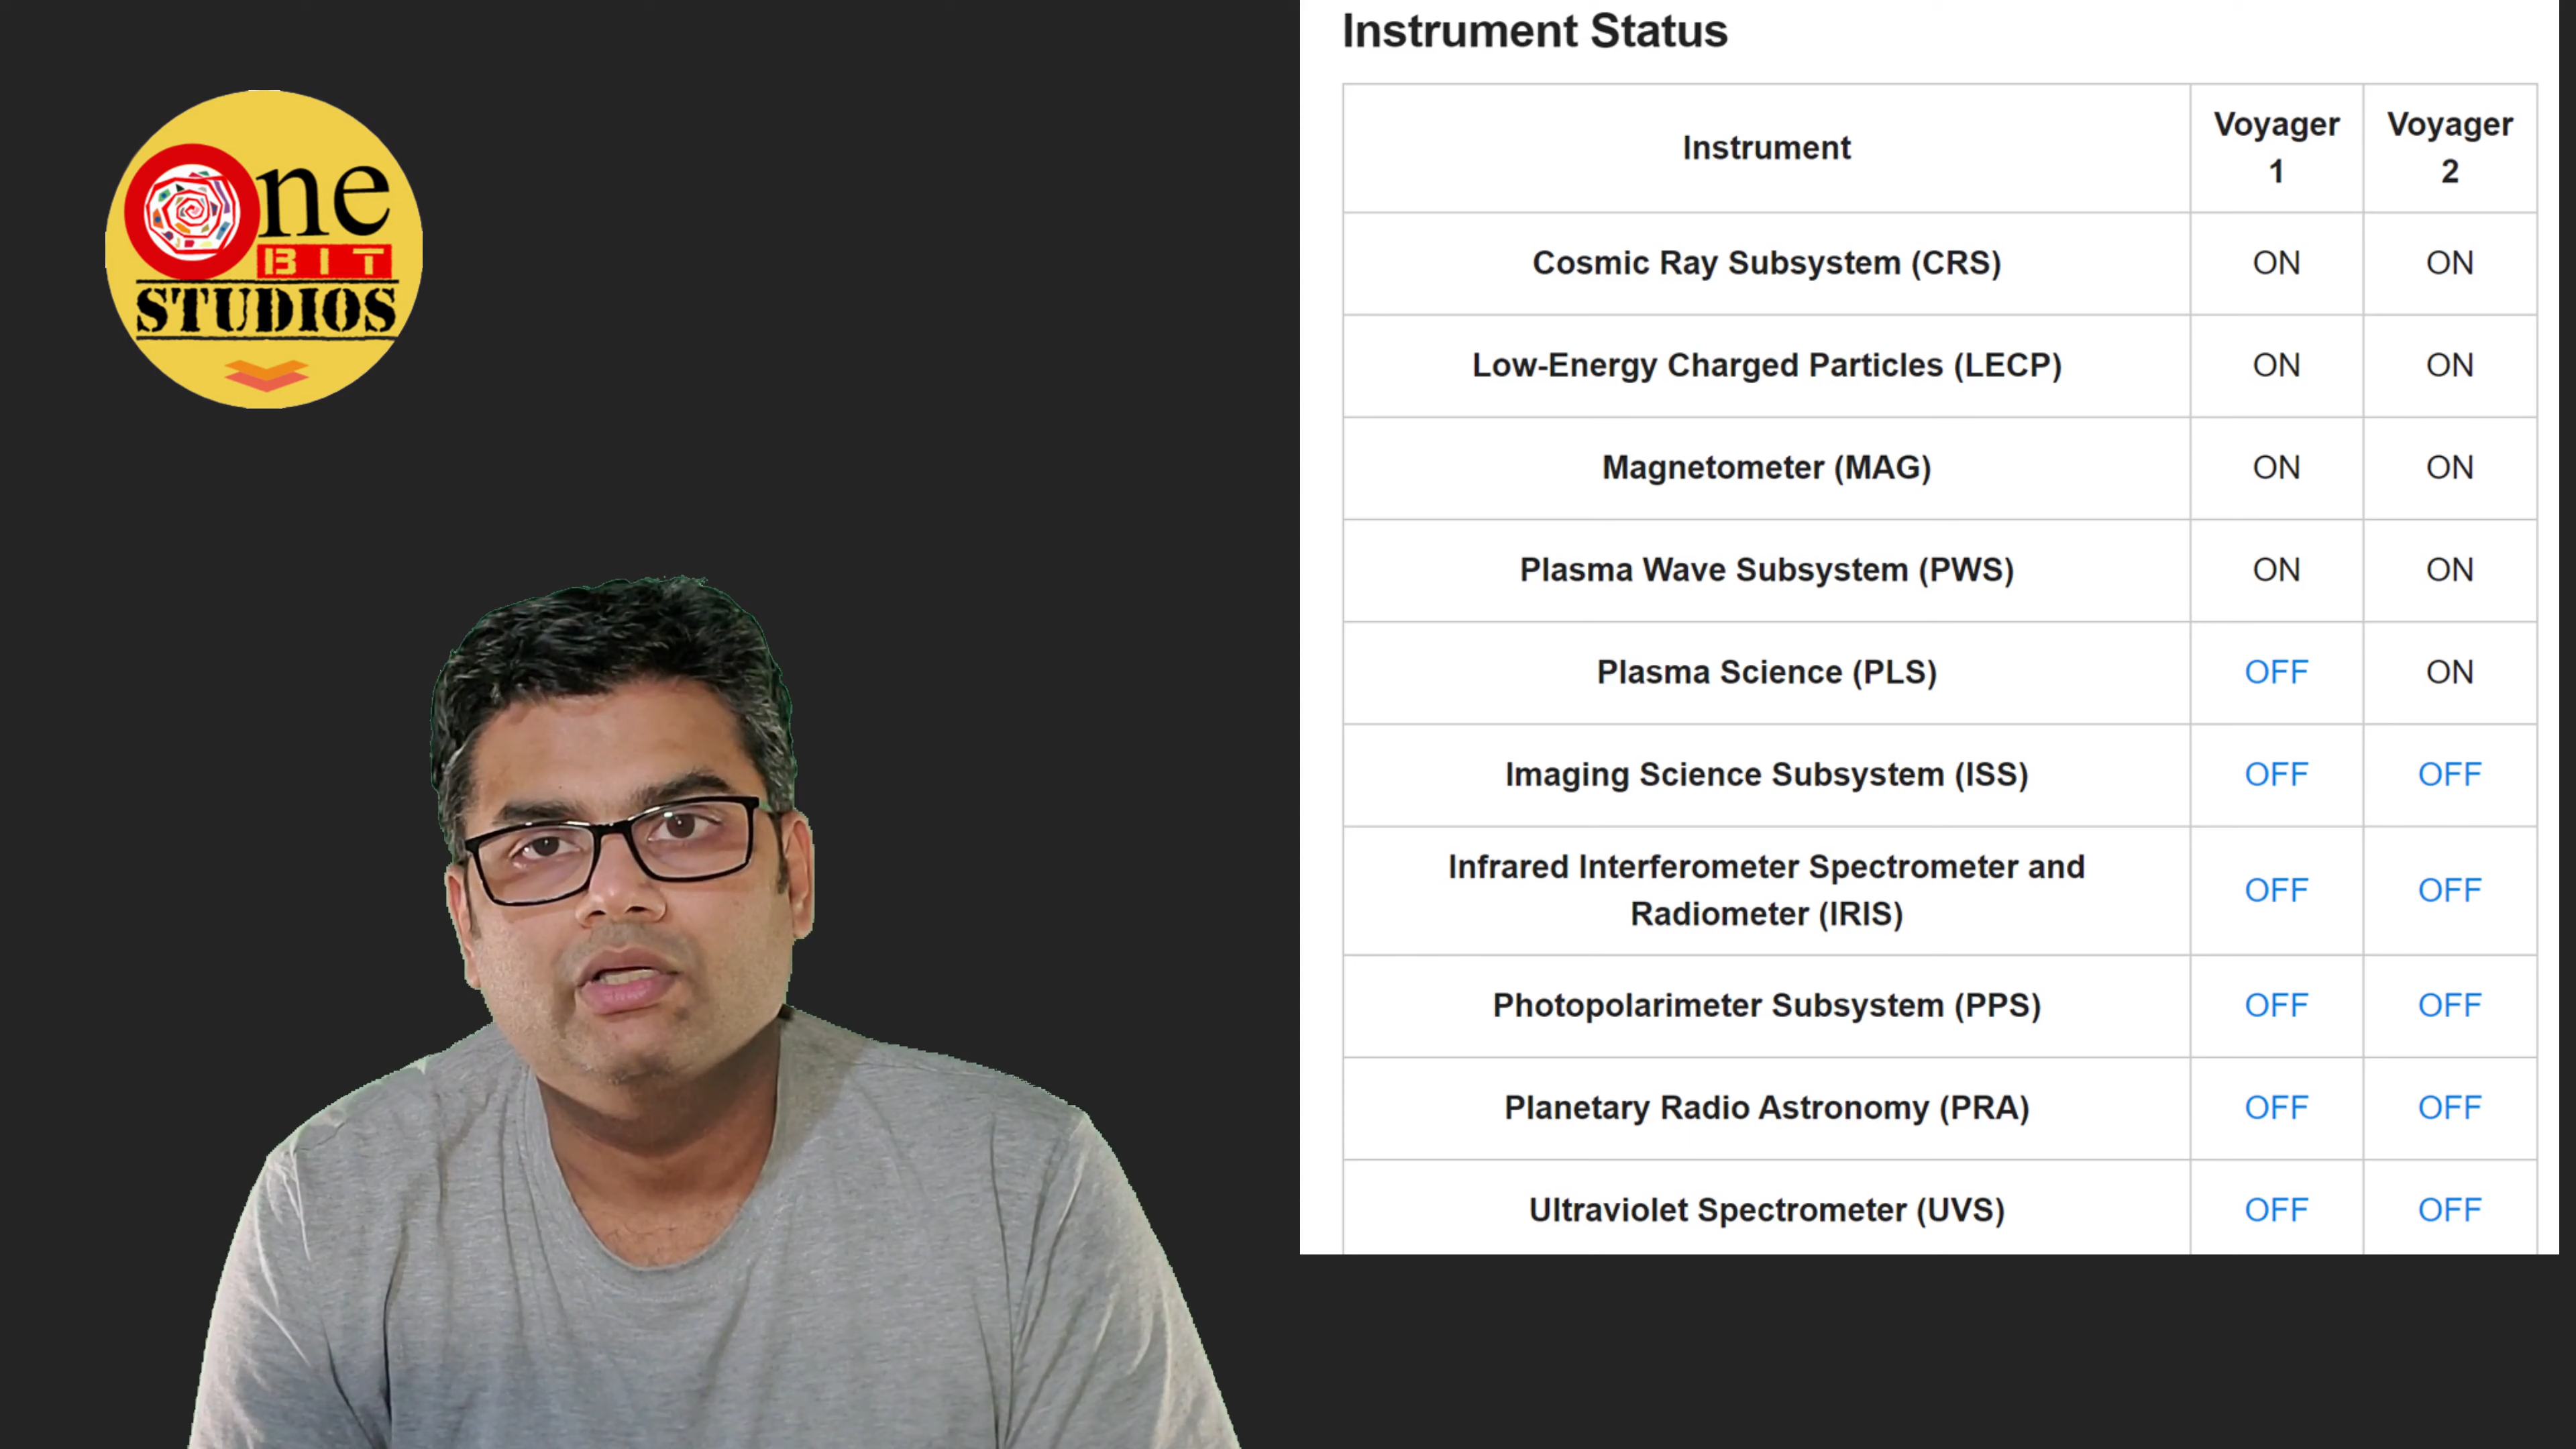 One
BIT
STUDIOS
Instrument Status
Instrument
Voyager
1
Voyager
2
Cosmic Ray Subsystem (CRS) ON ON
Low-Energy Charged Particles (LECP) ON ON
Magnetometer (MAG) ON ON
Plasma Wave Subsystem (PWS) ON ON
Plasma Science (PLS) OFF ON
Imaging Science Subsystem (ISS) OFF OFF
Infrared Interferometer Spectrometer and
Radiometer (IRIS) OFF OFF
Photopolarimeter Subsystem (PPS) OFF OFF
Planetary Radio Astronomy (PRA) OFF OFF
Ultraviolet Spectrometer (UVS) OFF OFF